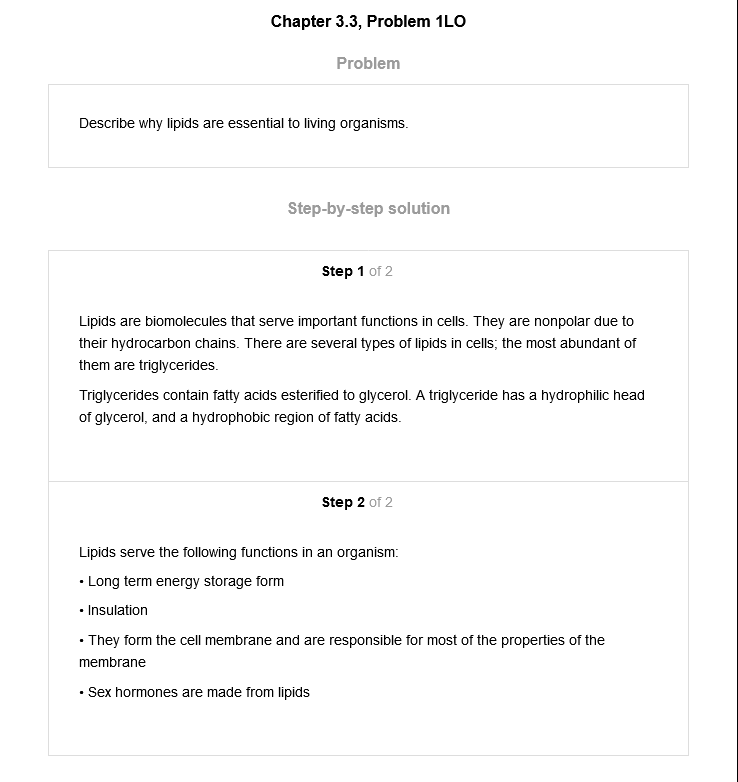 Chapter 3.3, Problem 1LO
Problem
Describe why lipids are essential to living organisms.
Step-by-step solution
Step 1 of 2
Lipids are biomolecules that serve important functions in cells. They are nonpolar due to
their hydrocarbon chains. There are several types of lipids in cells; the most abundant of
them are triglycerides.
Triglycerides contain fatty acids esterified to glycerol. A triglyceride has a hydrophilic head
of glycerol, and a hydrophobic region of fatty acids.
Step 2 of 2
Lipids serve the following functions in an organism:
• Long term energy storage form
• Insulation
• They form the cell membrane and are responsible for most of the properties of the
membrane
• Sex hormones are made from lipids